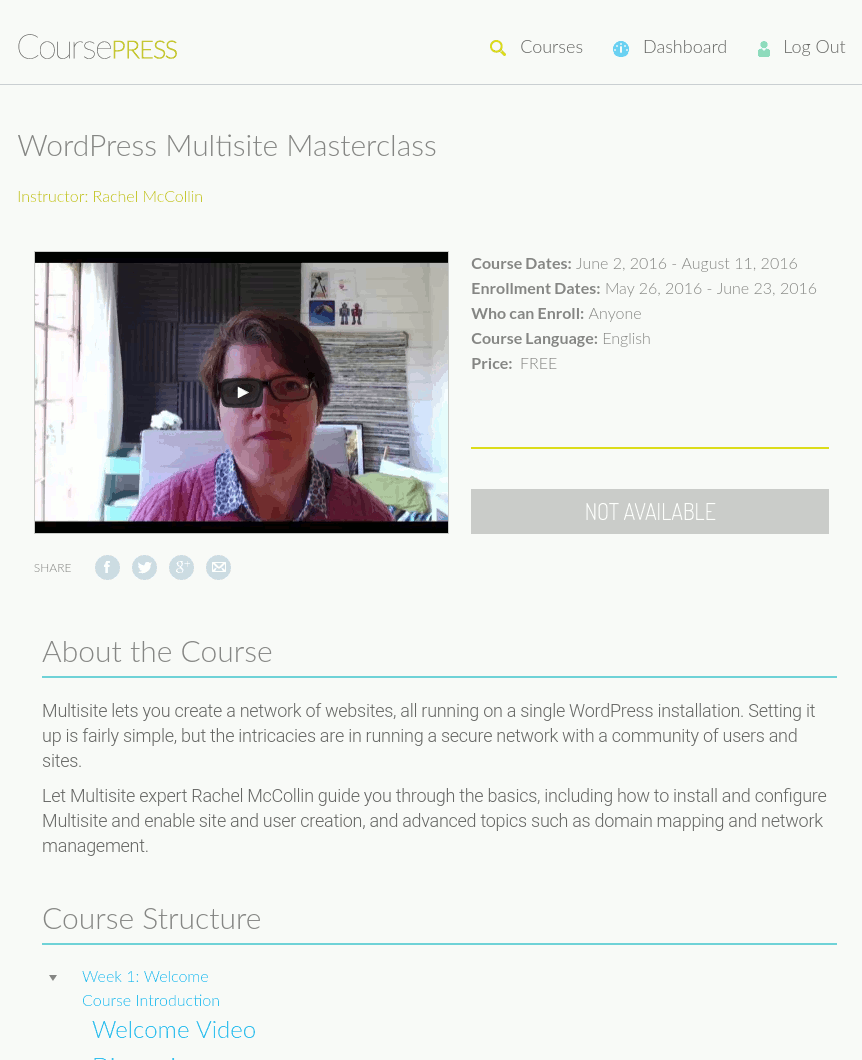 CoursePRESS
Courses
Dashboard
Log Out
WordPress Multisite Masterclass
Instructor: Rachel McCollin
Course Dates: June 2, 2016 - August 11, 2016
Enrollment Dates: May 26, 2016 - June 23, 2016
Who can Enroll: Anyone
Course Language: English
Price: FREE
NOT AVAILABLE
SHARE
About the Course
Multisite lets you create a network of websites, all running on a single WordPress installation. Setting it
up is fairly simple, but the intricacies are in running a secure network with a community of users and
sites.
Let Multisite expert Rachel McCollin guide you through the basics, including how to install and configure
Multisite and enable site and user creation, and advanced topics such as domain mapping and network
management.
Course Structure
Week 1: Welcome
Course Introduction
Welcome Video